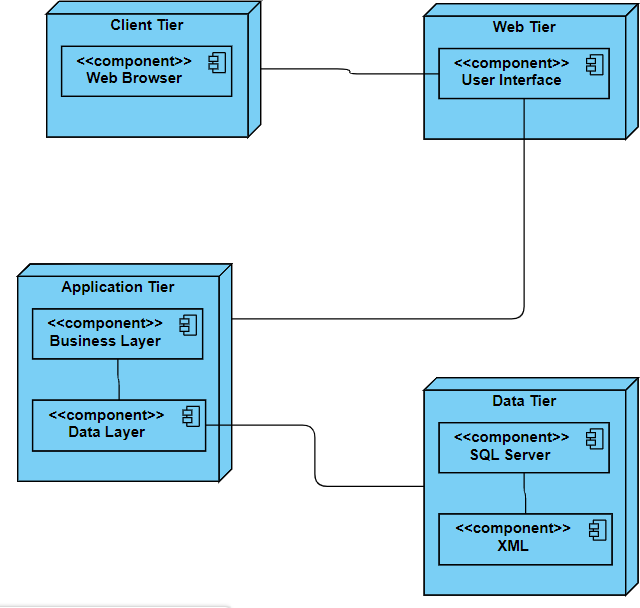 Client Tier
<<component>>
Web Browser
Web Tier
<<component>>
User Interface
Application Tier
<<component>>
Business Layer
<<component>>
Data Layer
Data Tier
<<component>>
SQL Server
<<component>>
XML